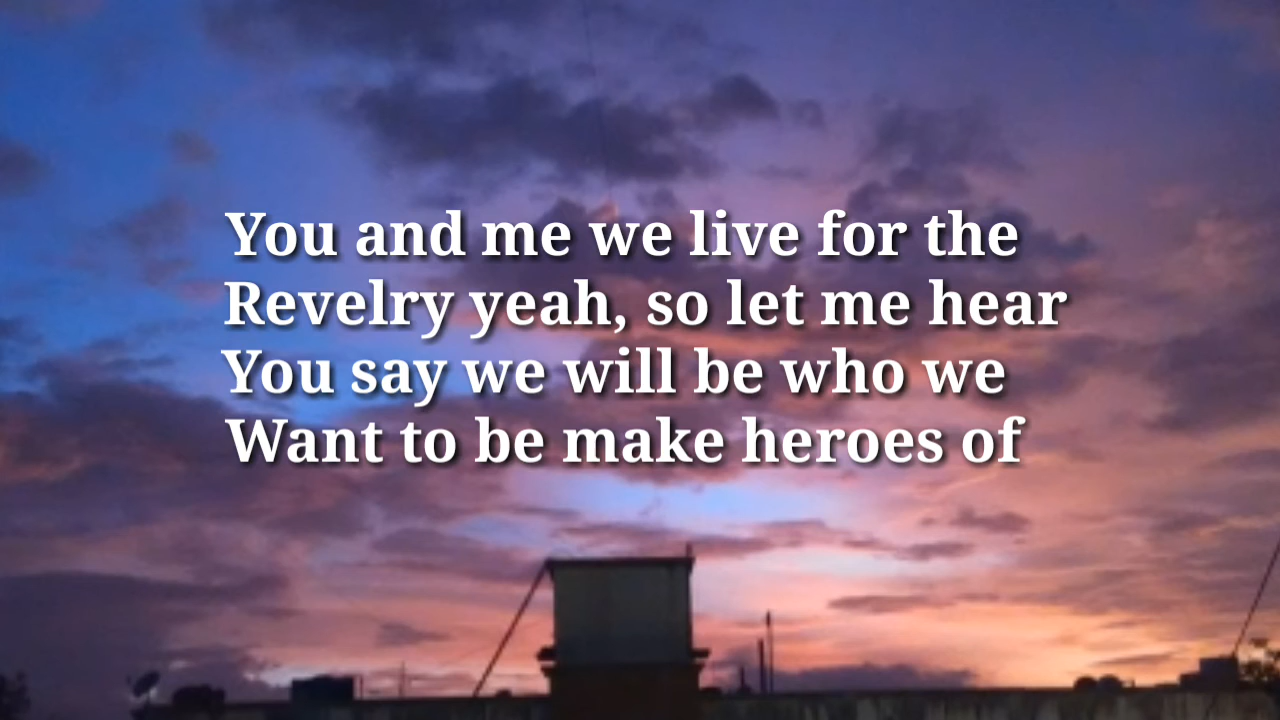 You and me we live for the
Revelry yeah, so let me hear
You say we will be who we
Want to be make heroes of